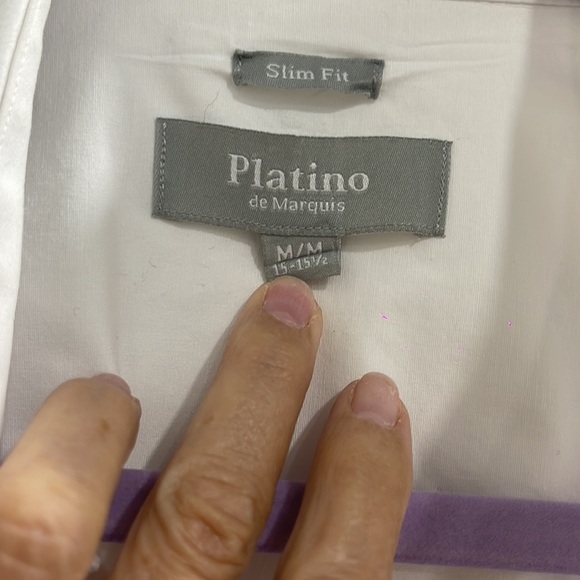 Slim Fit
Platino
de Marquis
M/M
15-15½